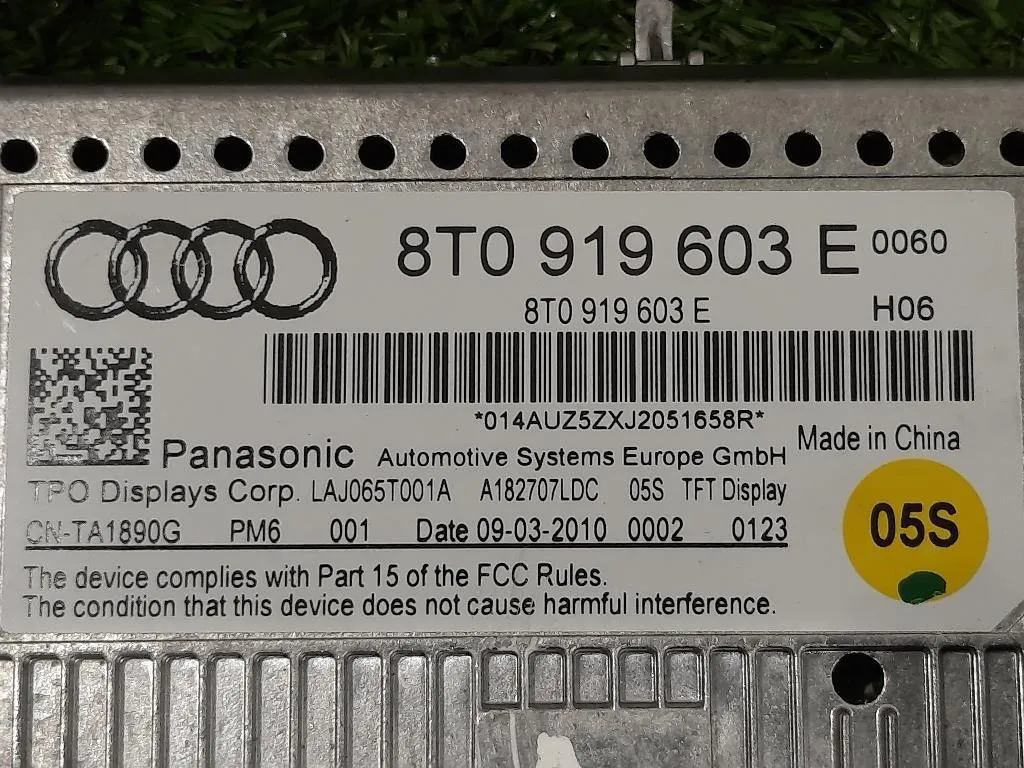 8T0 919 603 E 0060
8T0 919 603 E H06
*014AUZ5ZXJ2051658R*
Panasonic Automotive Systems Europe GmbH Made in China
TPO Displays Corp. LAJ065T001A A182707LDC 05S TFT Display
CN-TA1890G PM6 001 Date 09-03-2010 0002 0123
05S
The device complies with Part 15 of the FCC Rules.
The condition that this device does not cause harmful interference.